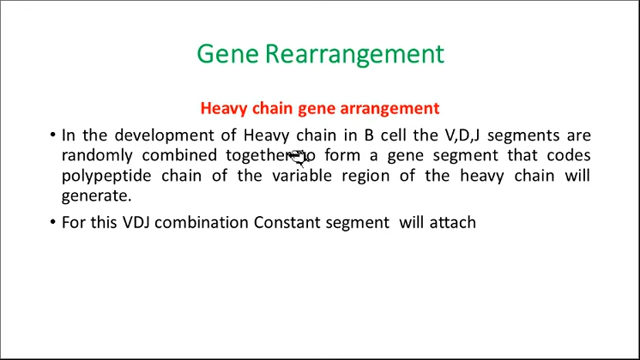 Gene Rearrangement
Heavy chain gene arrangement
• In the development of Heavy chain in B cell the V,D,J segments are
randomly combined together to form a gene segment that codes
polypeptide chain of the variable region of the heavy chain will
generate.
• For this VDJ combination Constant segment will attach